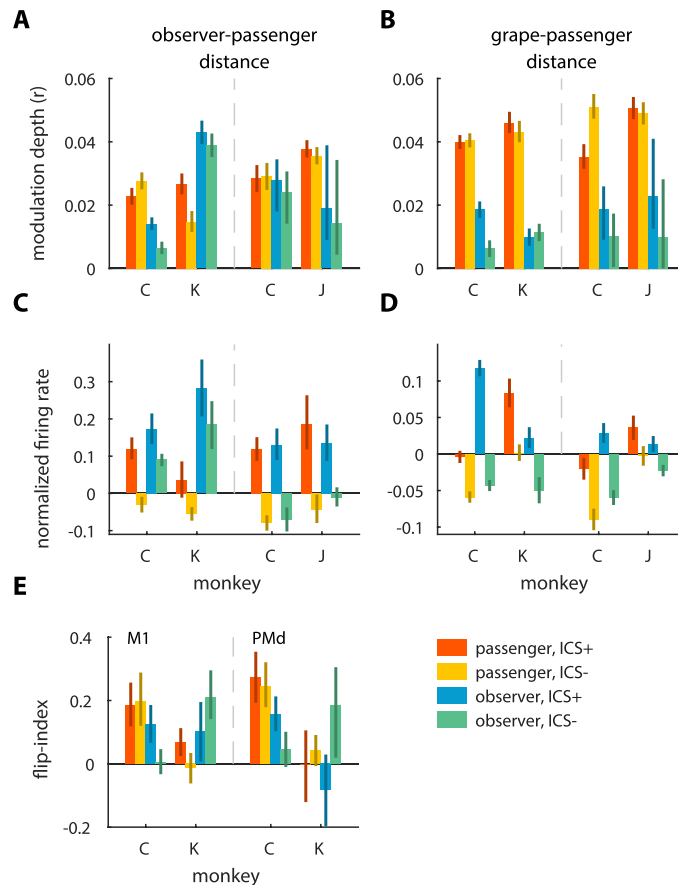 A
observer-passenger
distance
modulation depth (r)
0.06
0.04
0.02
0
C K C J
B
grape-passenger
distance
0.06
0.04
0.02
0
C K C J
C
normalized firing rate
0.3
0.2
0.1
0
-0.1
C K C J
monkey
D
0.1
0.05
0
-0.05
-0.1
C K C J
monkey
E
M1 PMd
flip-index
0.4
0.2
0
-0.2
C K C K
monkey
passenger, ICS+
passenger, ICS-
observer, ICS+
observer, ICS-